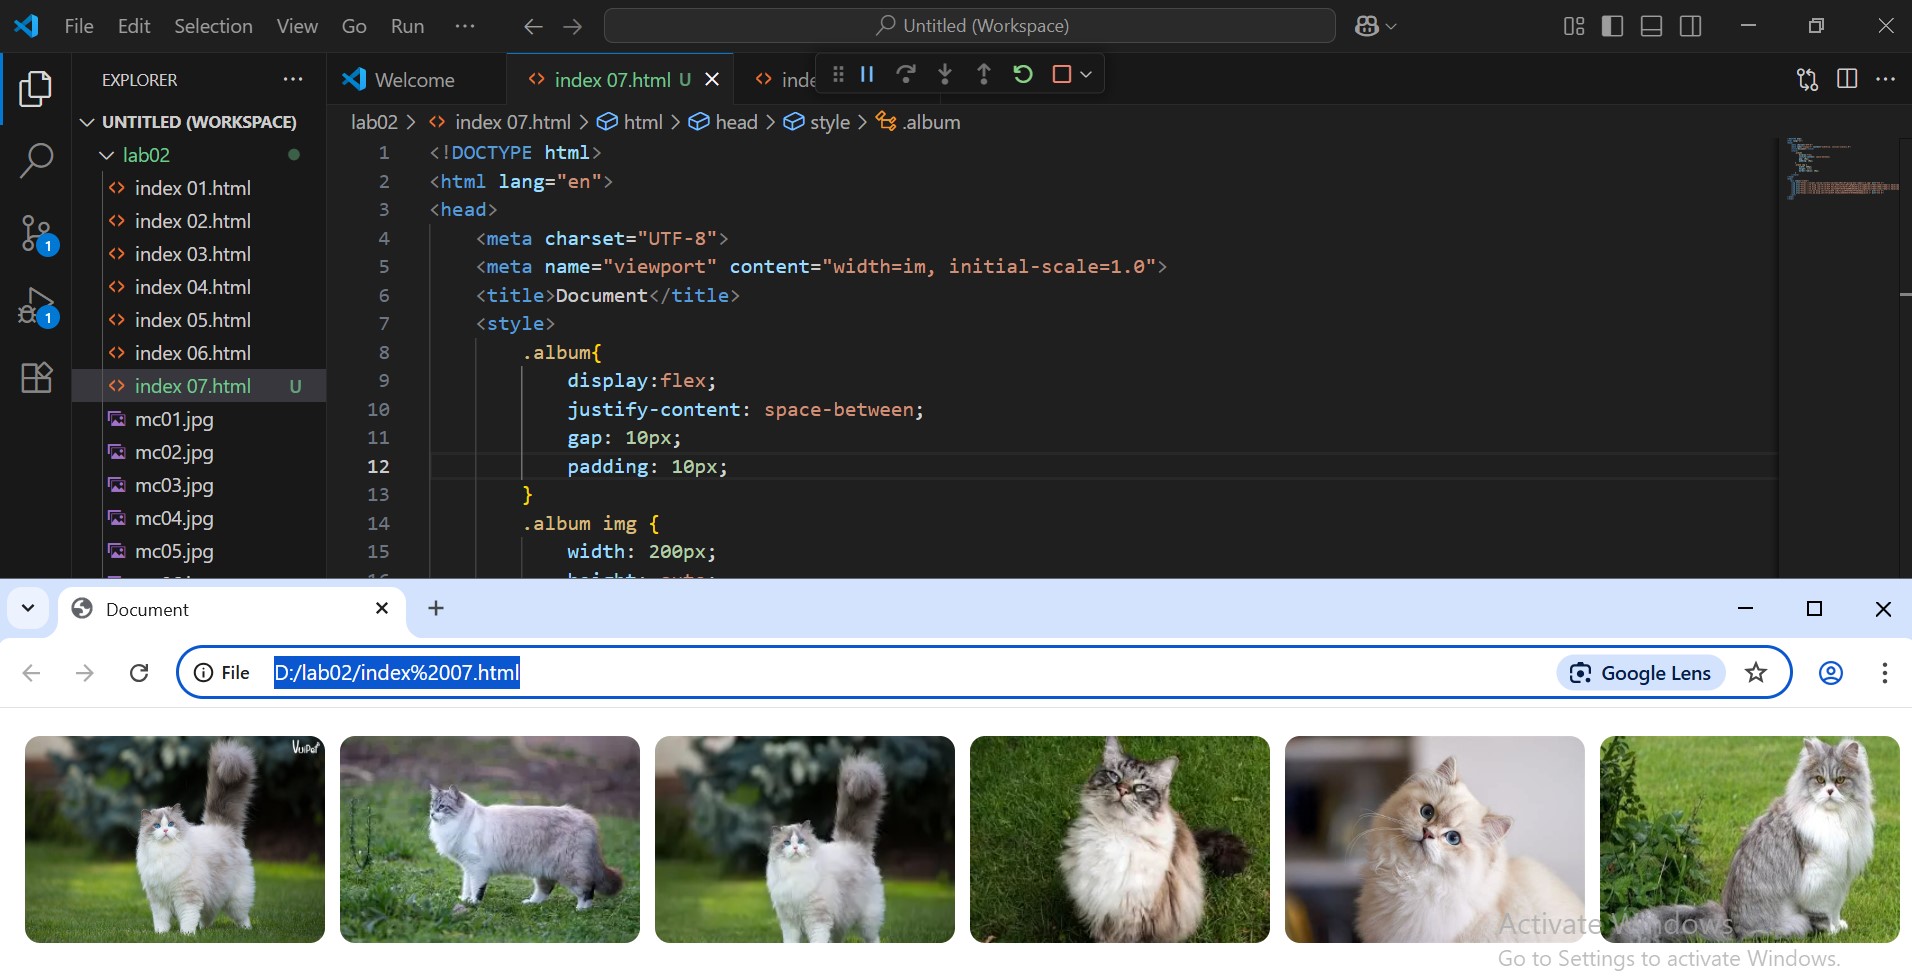 File Edit Selection View Go Run ··· Untitled (Workspace)
EXPLORER ···
Welcome index 07.html U inde
UNTITLED (WORKSPACE)
lab02 > index 07.html > html > head > style > .album
lab02
index 01.html
index 02.html
index 03.html
index 04.html
index 05.html
index 06.html
index 07.html U
mc01.jpg
mc02.jpg
mc03.jpg
mc04.jpg
mc05.jpg
1
1
1 <!DOCTYPE html>
2 <html lang="en">
3 <head>
4 <meta charset="UTF-8">
5 <meta name="viewport" content="width=im, initial-scale=1.0">
6 <title>Document</title>
7 <style>
8 .album{
9 display:flex;
10 justify-content: space-between;
11 gap: 10px;
12 padding: 10px;
13 }
14 .album img {
15 width: 200px;
Document
File D:/lab02/index%2007.html Google Lens
VuiPet
Activate Windows
Go to Settings to activate Windows.